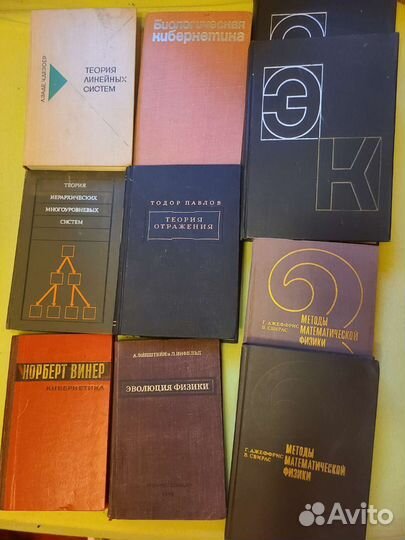 Л.ЗАДЕ Ч.ДЕЗОЕР
ТЕОРИЯ
ЛИНЕЙНЫХ
СИСТЕМ
Биологическая
кибернетика
Э
К
ТЕОРИЯ
ИЕРАРХИЧЕСКИХ
МНОГОУРОВНЕВЫХ
СИСТЕМ
ТОДОР ПАВЛОВ
ТЕОРИЯ
ОТРАЖЕНИЯ
Г. ДЖЕФФРИС
Б. СВИРЛС
МЕТОДЫ
МАТЕМАТИЧЕСКОЙ
ФИЗИКИ
НОРБЕРТ ВИНЕР
КИБЕРНЕТИКА
А. ЭЙНШТЕЙН и Л. ИНФЕЛЬД
ЭВОЛЮЦИЯ ФИЗИКИ
Г. ДЖЕФФРИС
Б. СВИРЛС
МЕТОДЫ
МАТЕМАТИЧЕСКОЙ
ФИЗИКИ
Avito